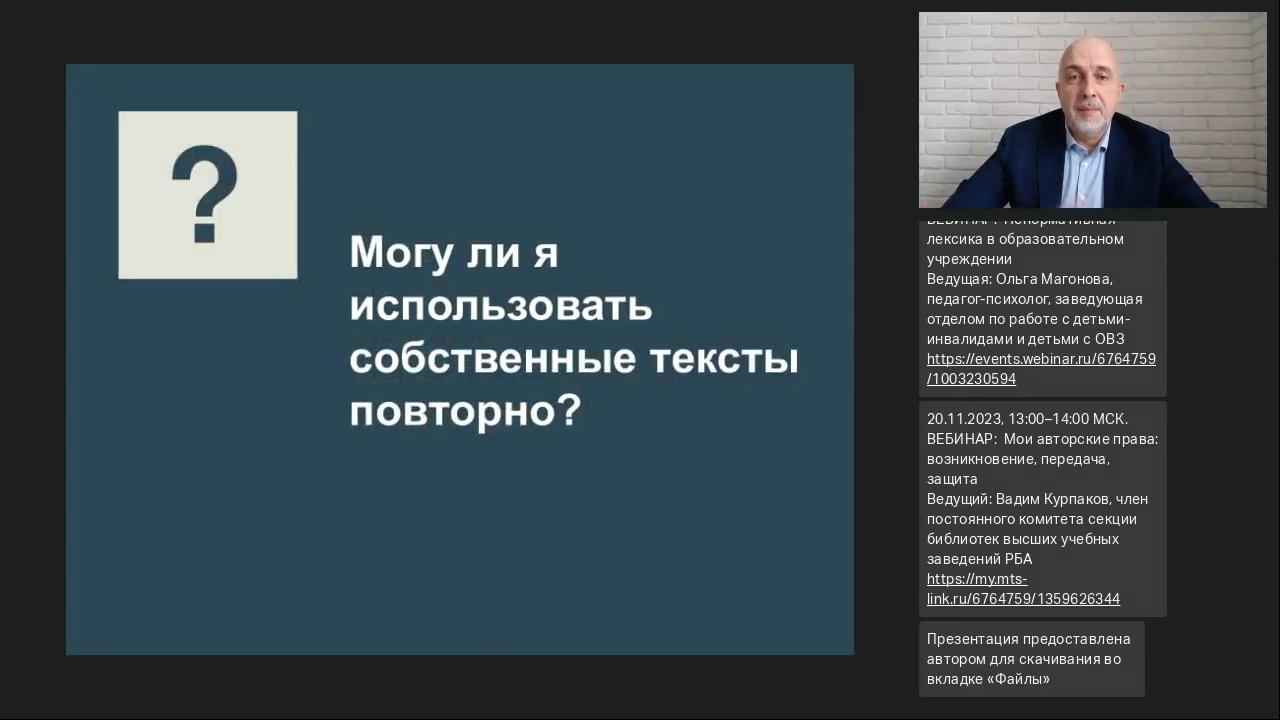 ?
Могу ли я
использовать
собственные тексты
повторно?
ВЕБИНАР: Ненормативная
лексика в образовательном
учреждении
Ведущая: Ольга Магонова,
педагог-психолог, заведующая
отделом по работе с детьми-
инвалидами и детьми с ОВЗ
https://events.webinar.ru/6764759
/1003230594
20.11.2023, 13:00–14:00 МСК.
ВЕБИНАР: Мои авторские права:
возникновение, передача,
защита
Ведущий: Вадим Курпаков, член
постоянного комитета секции
библиотек высших учебных
заведений РБА
https://my.mts-
link.ru/6764759/1359626344
Презентация предоставлена
автором для скачивания во
вкладке «Файлы»